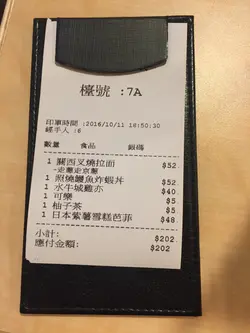 檯號 :7A
印單時間 :2016/10/11 16:50:30
經手人 :6
數量 食品 銀碼
1 關西叉燒拉面 $52.
-走蔥走京蔥
1 照燒鰻魚炸蝦丼 $52.
1 水牛城雞亦 $40.
1 可樂 $5.
1 柚子茶 $5.
1 日本紫薯雪糕芭菲 $48.
小計: $202.
應付金額: $202